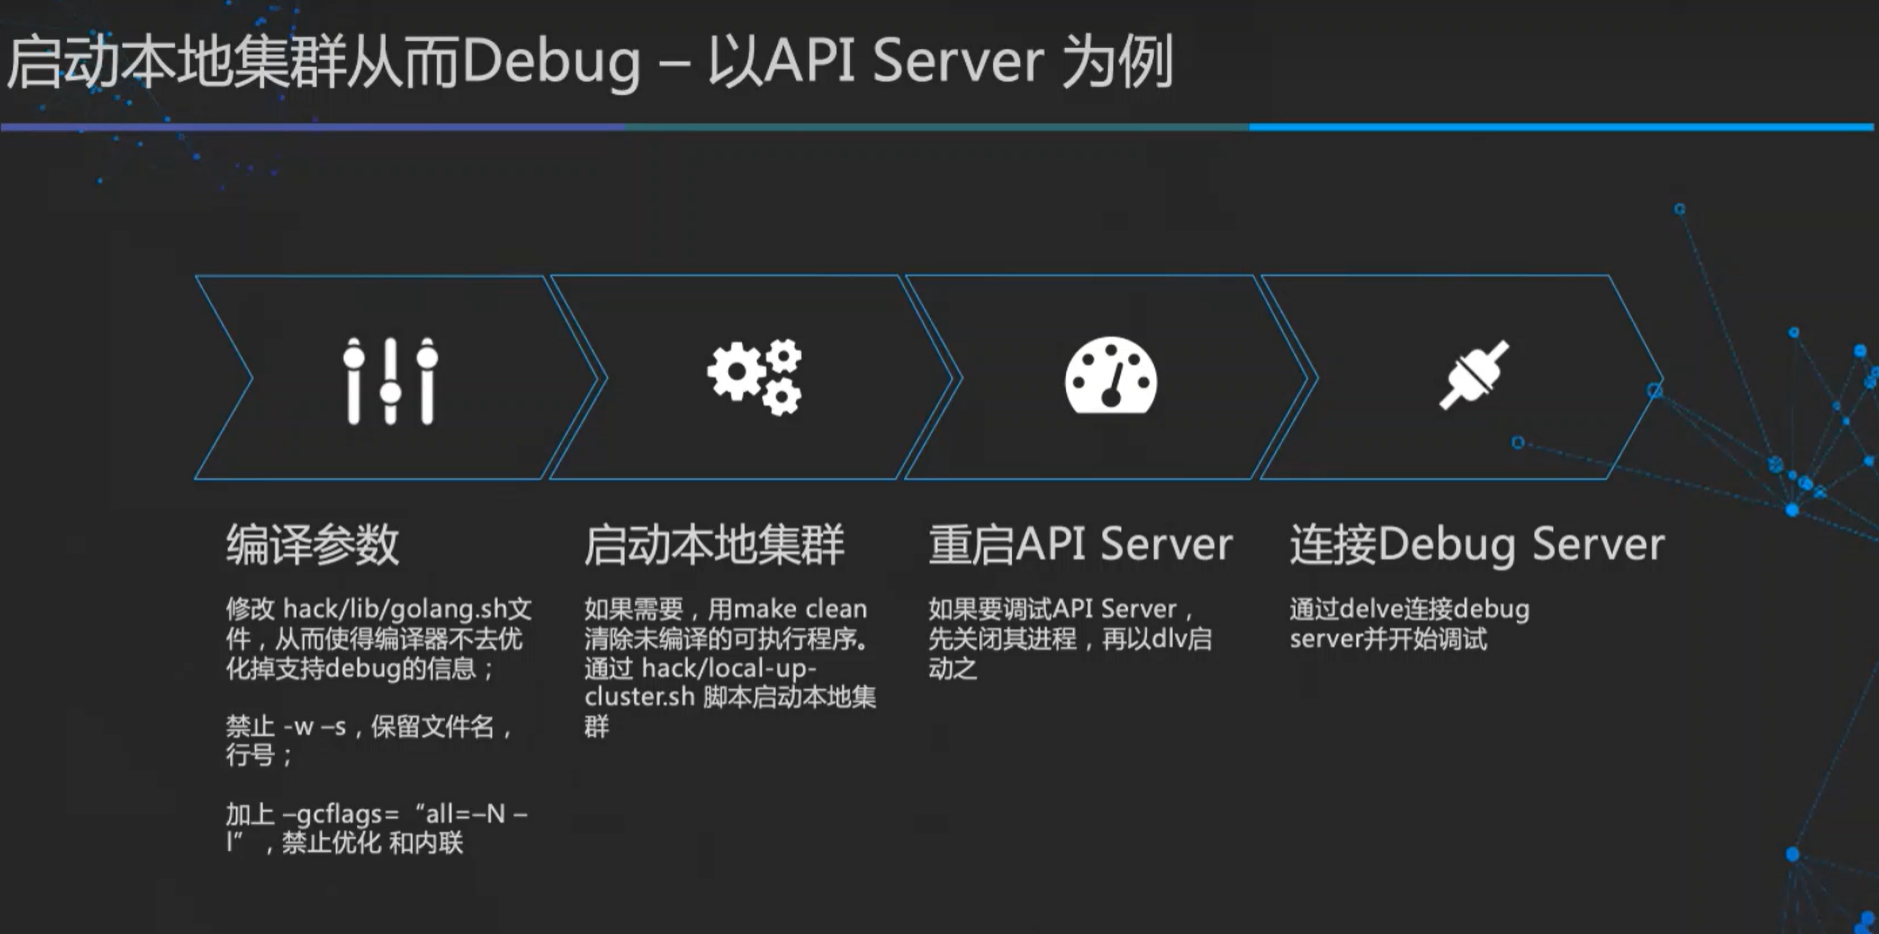 启动本地集群从而Debug – 以API Server 为例
编译参数
修改 hack/lib/golang.sh文
件，从而使得编译器不去优
化掉支持debug的信息；
禁止 -w –s，保留文件名，
行号；
加上 –gcflags=“all=–N –
l”，禁止优化 和内联
启动本地集群
如果需要，用make clean
清除未编译的可执行程序。
通过 hack/local-up-
cluster.sh 脚本启动本地集
群
重启API Server
如果要调试API Server，
先关闭其进程，再以dlv启
动之
连接Debug Server
通过delve连接debug
server并开始调试